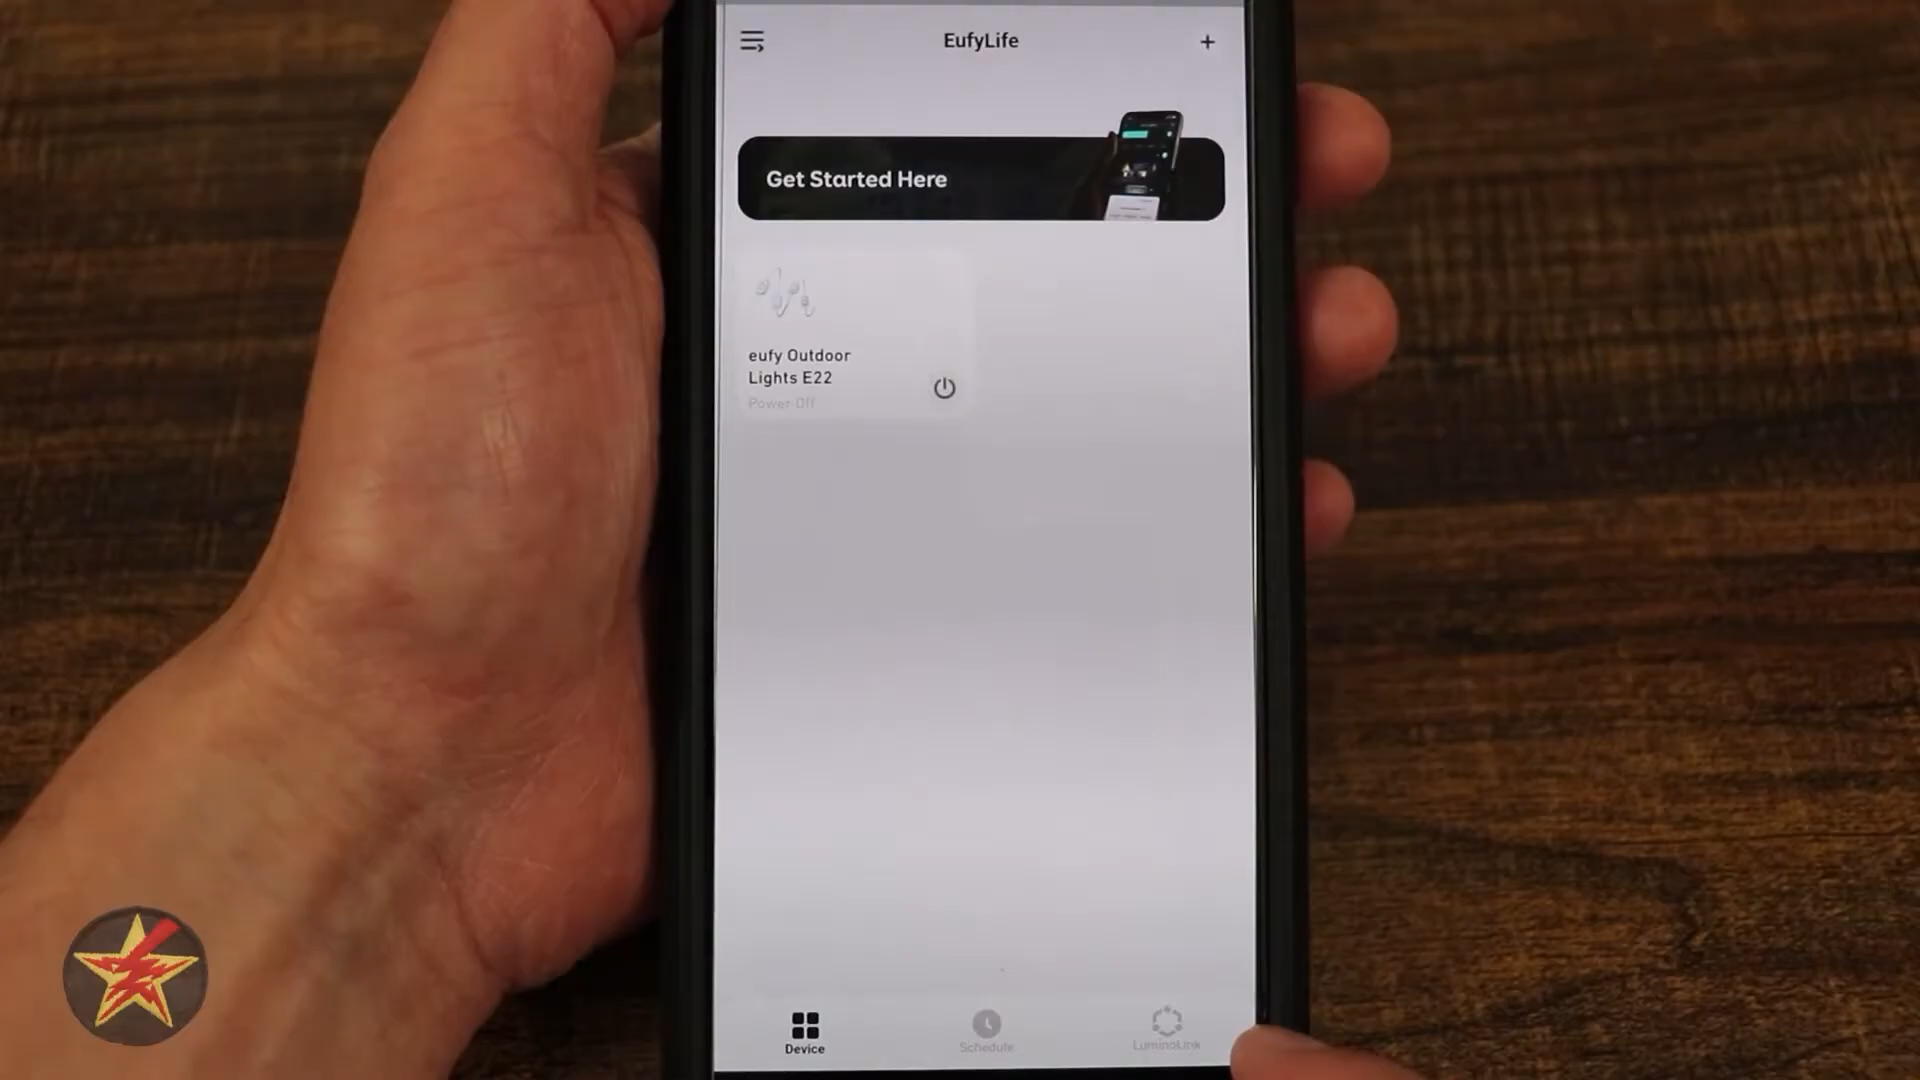 EufyLife
Get Started Here
eufy Outdoor
Lights E22
Power Off
Device
Schedule
LuminoLink